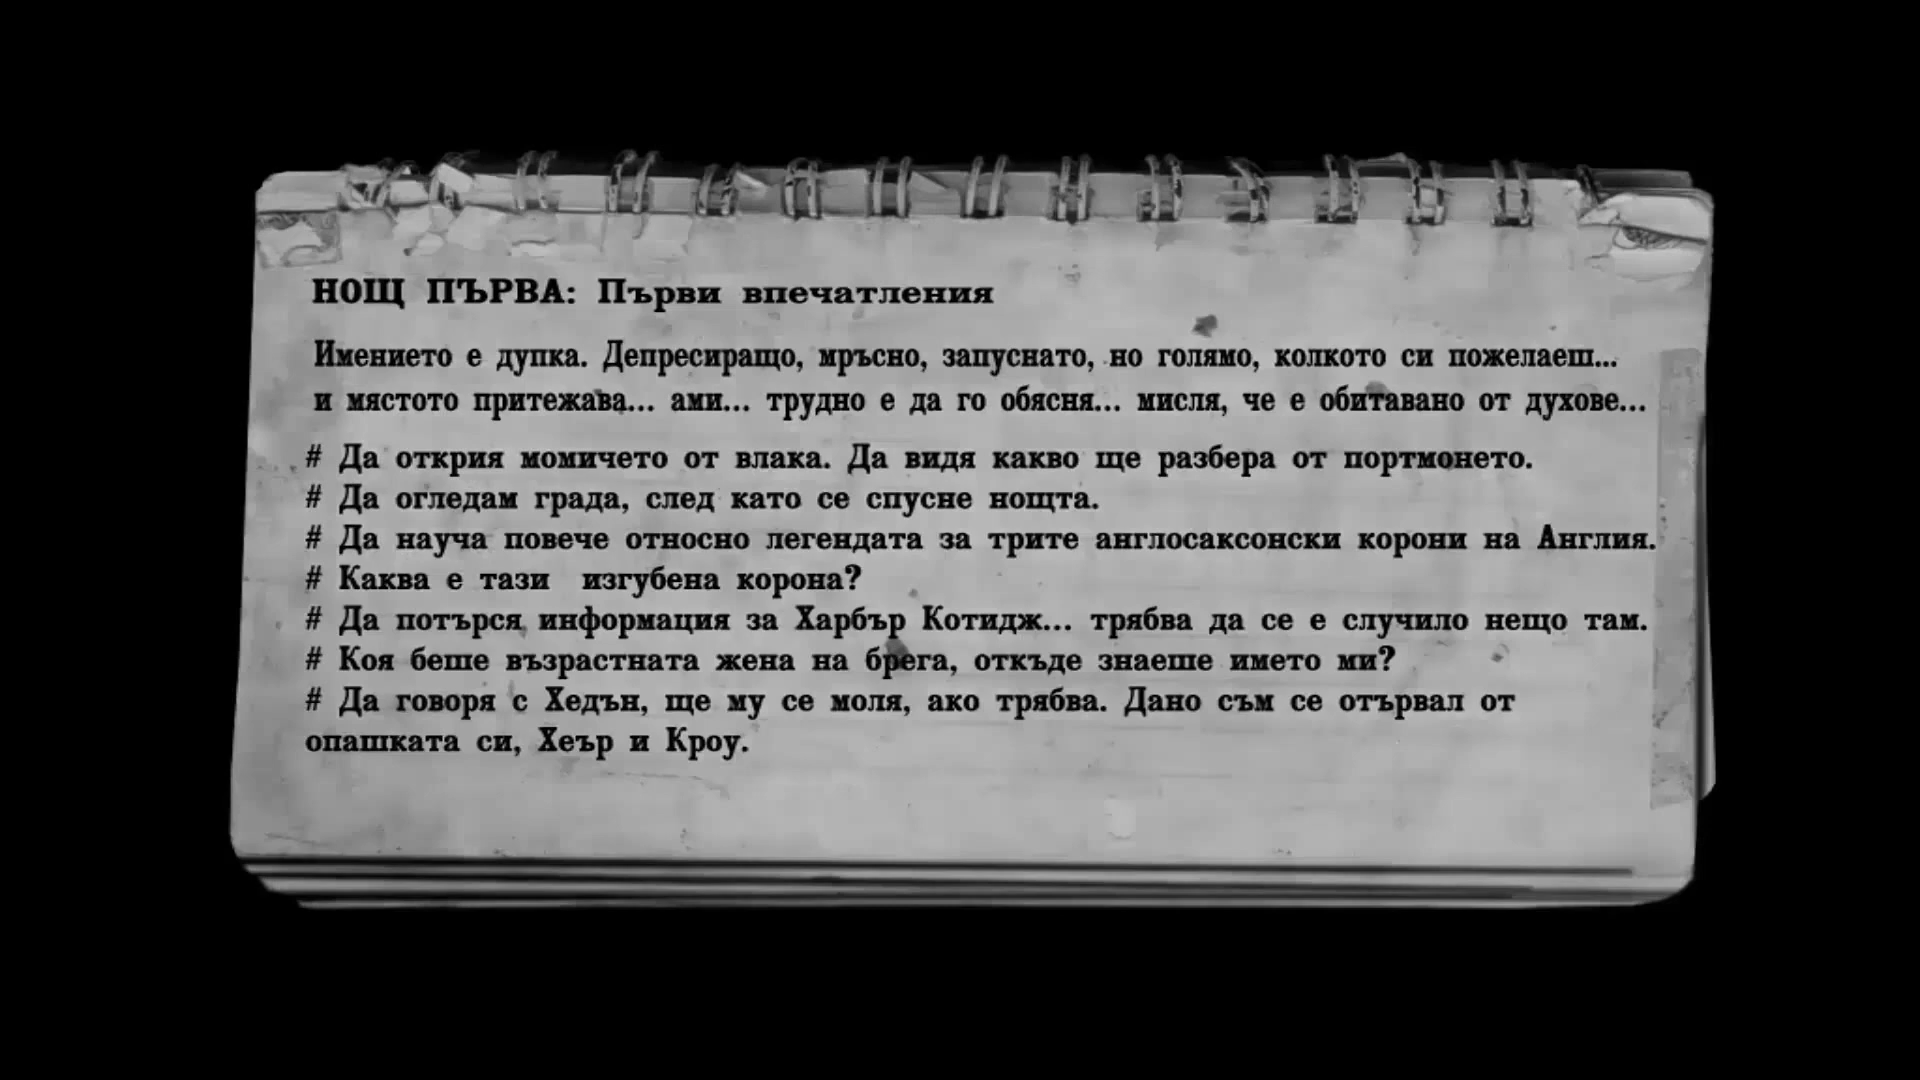 НОЩ ПЪРВА: Първи впечатления
Имението е дупка. Депресиращо, мръсно, запуснато, но голямо, колкото си пожелаеш...
и мястото притежава... ами... трудно е да го обясня... мисля, че е обитавано от духове...
# Да открия момичето от влака. Да видя какво ще разбера от портмонето.
# Да огледам града, след като се спусне нощта.
# Да науча повече относно легендата за трите англосаксонски корони на Англия.
# Каква е тази изгубена корона?
# Да потърся информация за Харбър Котидж... трябва да се е случило нещо там.
# Коя беше възрастната жена на брега, откъде знаеше името ми?
# Да говоря с Хедън, ще му се моля, ако трябва. Дано съм се отървал от
опашката си, Хеър и Кроу.